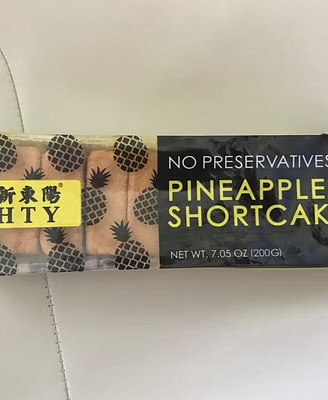 新東陽®
HTY
NO PRESERVATIVES
PINEAPPLE
SHORTCAK
NET WT. 7.05 OZ (200G)